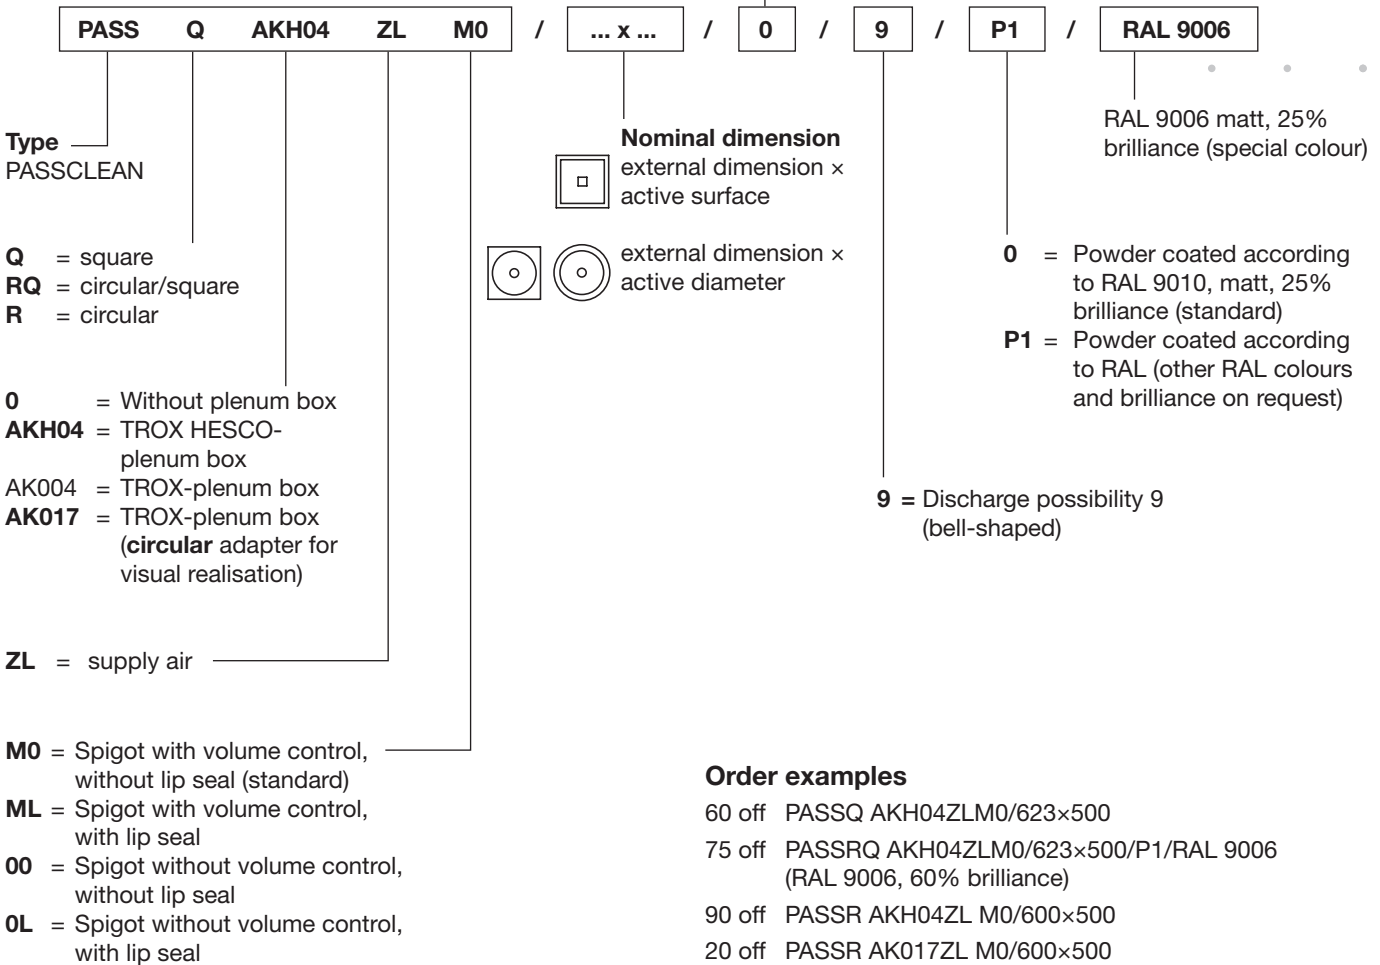 PASS Q AKH04 ZL M0 / ... x ... / 0 / 9 / P1 / RAL 9006
Type
PASSCLEAN
Q = square
RQ = circular/square
R = circular
0 = Without plenum box
AKH04 = TROX HESCO-
plenum box
AK004 = TROX-plenum box
AK017 = TROX-plenum box
(circular adapter for
visual realisation)
ZL = supply air
M0 = Spigot with volume control,
without lip seal (standard)
ML = Spigot with volume control,
with lip seal
00 = Spigot without volume control,
without lip seal
0L = Spigot without volume control,
with lip seal
Nominal dimension
external dimension ×
active surface
external dimension ×
active diameter
9 = Discharge possibility 9
(bell-shaped)
0 = Powder coated according
to RAL 9010, matt, 25%
brilliance (standard)
P1 = Powder coated according
to RAL (other RAL colours
and brilliance on request)
RAL 9006 matt, 25%
brilliance (special colour)
Order examples
60 off PASSQ AKH04ZLM0/623×500
75 off PASSRQ AKH04ZLM0/623×500/P1/RAL 9006
(RAL 9006, 60% brilliance)
90 off PASSR AKH04ZL M0/600×500
20 off PASSR AK017ZL M0/600×500